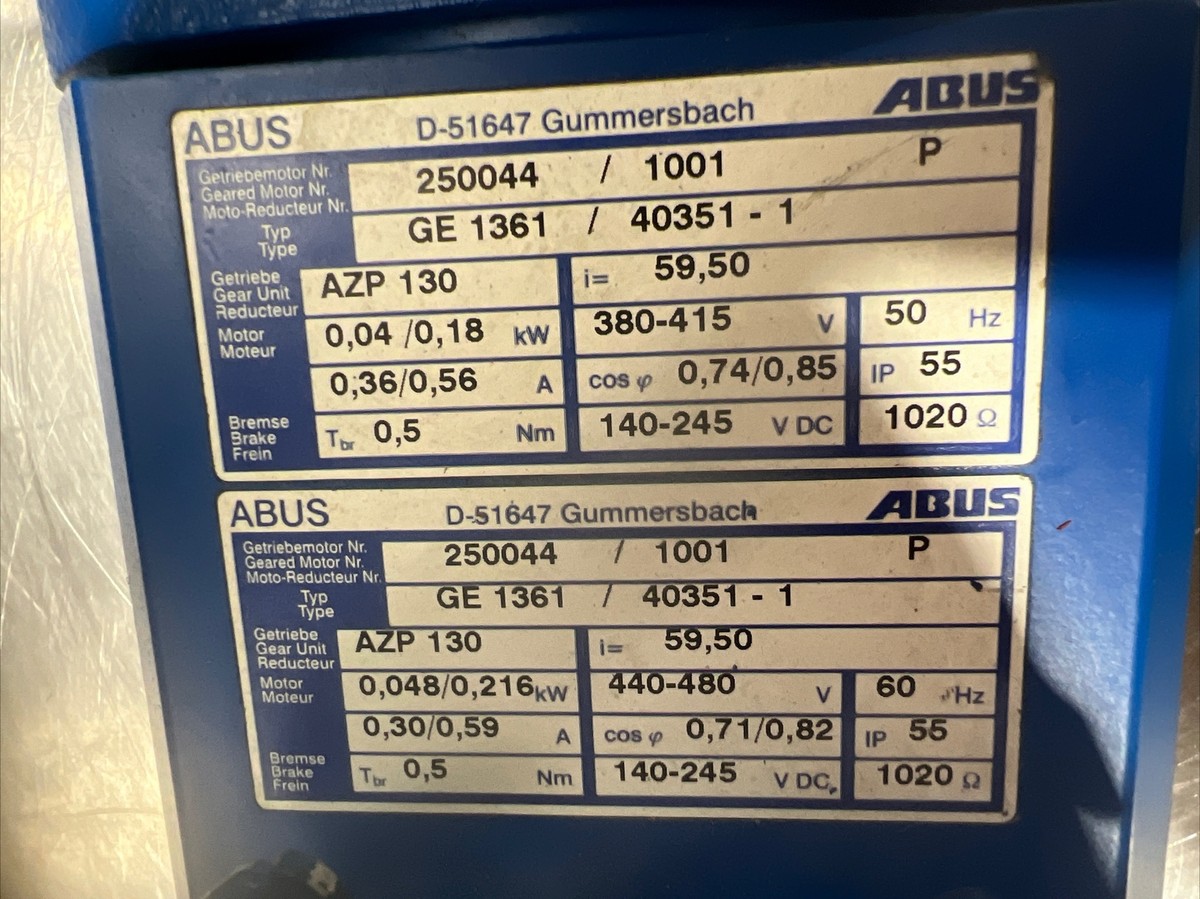 ABUS D-51647 Gummersbach ABUS
Getriebemotor Nr.
Geared Motor Nr.
Moto-Reducteur Nr.
250044 / 1001 P
Typ
Type
GE 1361 / 40351 - 1
Getriebe
Gear Unit
Reducteur
AZP 130 i= 59,50
Motor
Moteur
0,04 /0,18 kW 380-415 V 50 Hz
0,36/0,56 A cos φ 0,74/0,85 IP 55
Bremse
Brake
Frein
Tbr 0,5 Nm 140-245 V DC 1020 Ω
ABUS D-51647 Gummersbach ABUS
Getriebemotor Nr.
Geared Motor Nr.
Moto-Reducteur Nr.
250044 / 1001 P
Typ
Type
GE 1361 / 40351 - 1
Getriebe
Gear Unit
Reducteur
AZP 130 i= 59,50
Motor
Moteur
0,048/0,216 kW 440-480 V 60 Hz
0,30/0,59 A cos φ 0,71/0,82 IP 55
Bremse
Brake
Frein
Tbr 0,5 Nm 140-245 V DC 1020 Ω